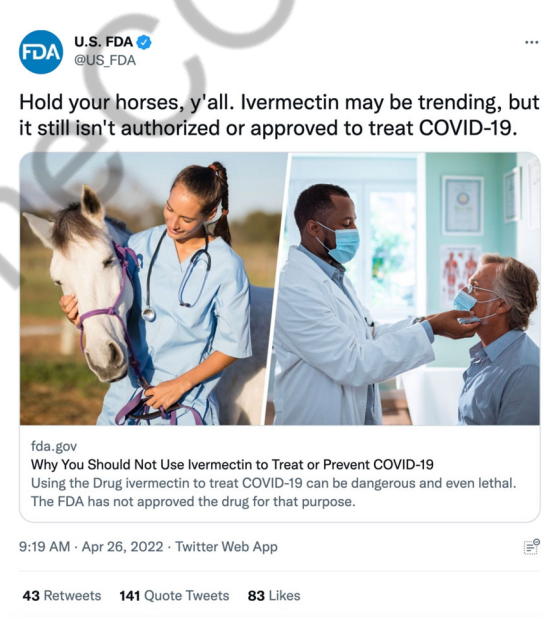 FDA
U.S. FDA
@US_FDA
Hold your horses, y'all. Ivermectin may be trending, but
it still isn't authorized or approved to treat COVID-19.
fda.gov
Why You Should Not Use Ivermectin to Treat or Prevent COVID-19
Using the Drug ivermectin to treat COVID-19 can be dangerous and even lethal.
The FDA has not approved the drug for that purpose.
9:19 AM · Apr 26, 2022 · Twitter Web App
43 Retweets 141 Quote Tweets 83 Likes